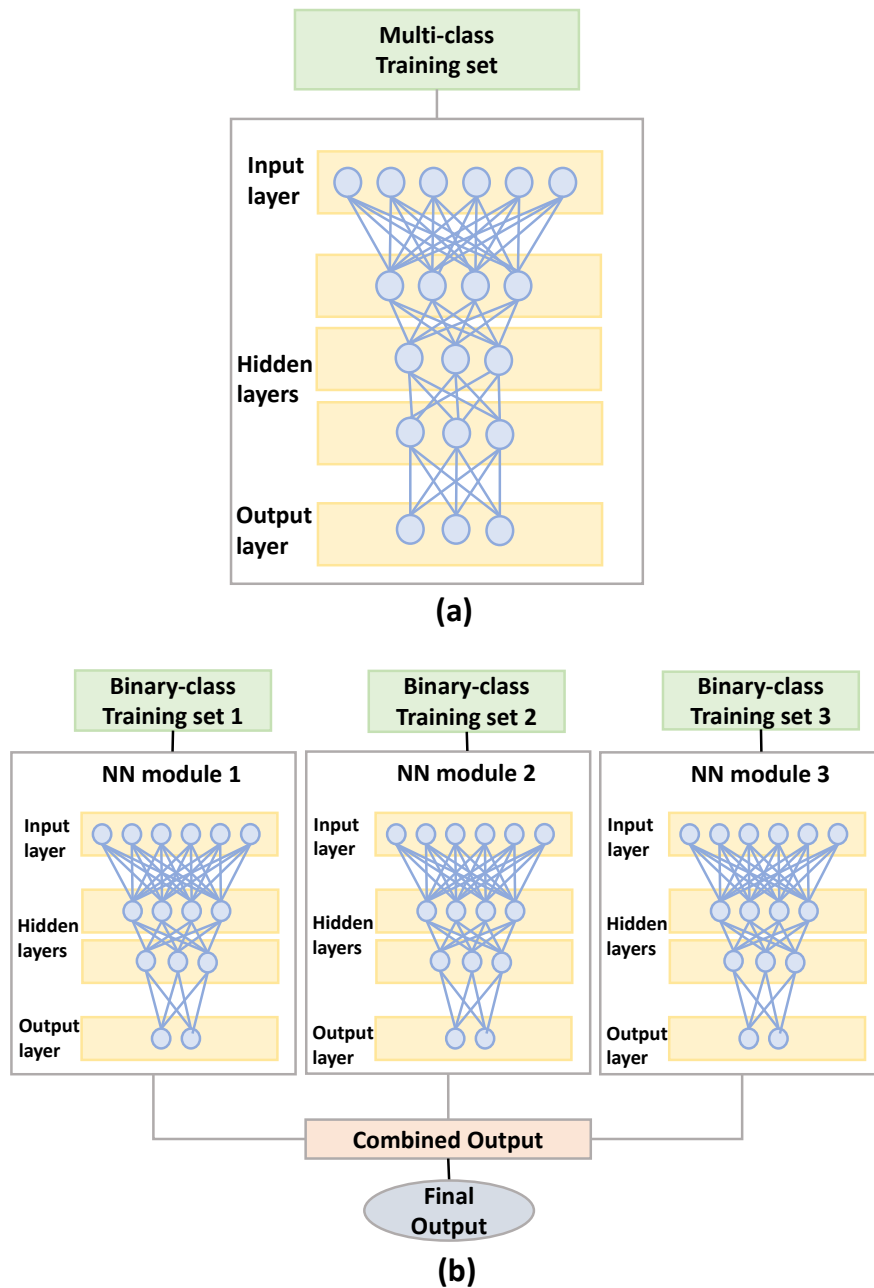 Multi-class
Training set
Input
layer
Hidden
layers
Output
layer
(a)
Binary-class
Training set 1
NN module 1
Input
layer
Hidden
layers
Output
layer
Binary-class
Training set 2
NN module 2
Input
layer
Hidden
layers
Output
layer
Binary-class
Training set 3
NN module 3
Input
layer
Hidden
layers
Output
layer
Combined Output
Final
Output
(b)